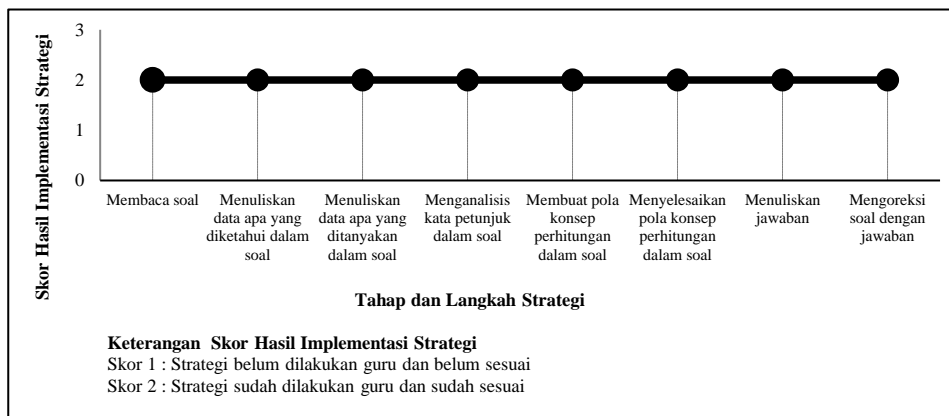 Skor Hasil Implementasi Strategi
3
2
1
0
Membaca soal
Menuliskan
data apa yang
diketahui dalam
soal
Menuliskan
data apa yang
ditanyakan
dalam soal
Menganalisis
kata petunjuk
dalam soal
Membuat pola
konsep
perhitungan
dalam soal
Menyelesaikan
pola konsep
perhitungan
dalam soal
Menuliskan
jawaban
Mengoreksi
soal dengan
jawaban
Tahap dan Langkah Strategi
Keterangan Skor Hasil Implementasi Strategi
Skor 1 : Strategi belum dilakukan guru dan belum sesuai
Skor 2 : Strategi sudah dilakukan guru dan sudah sesuai